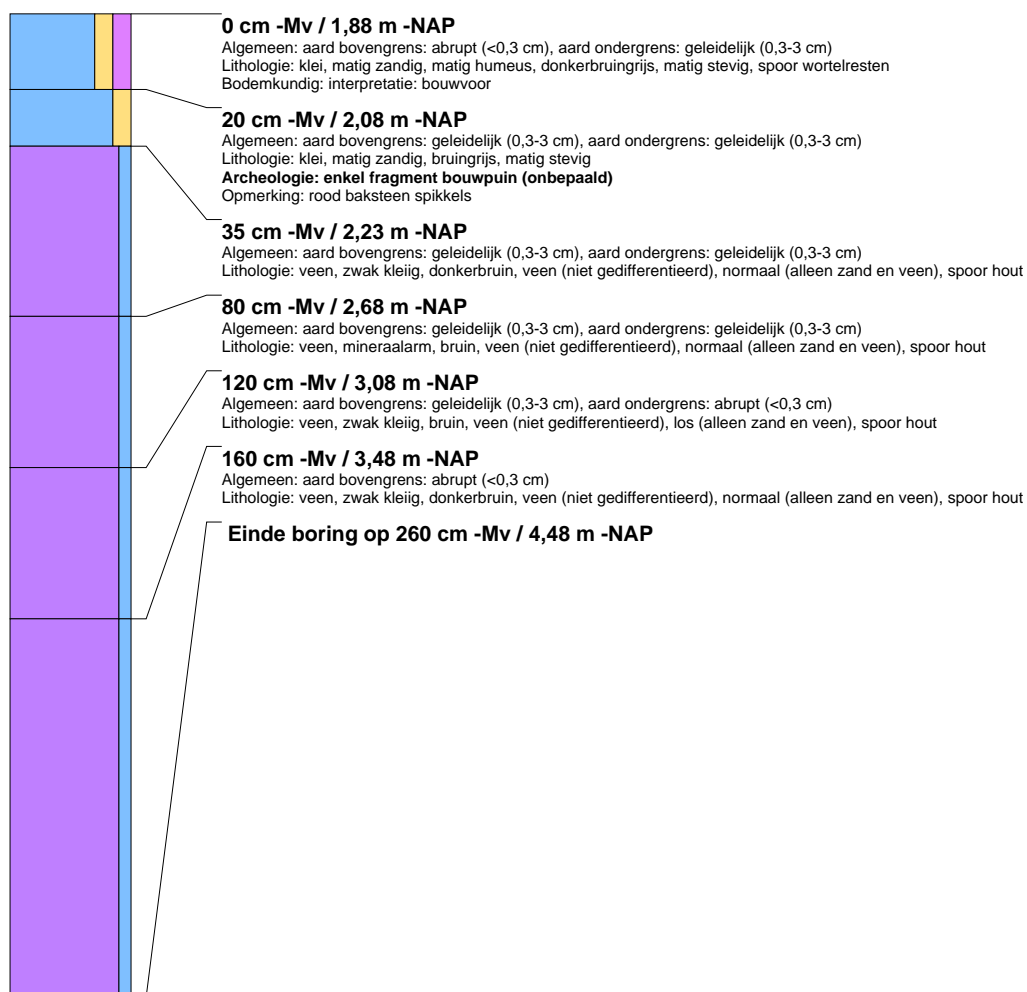 0 cm -Mv / 1,88 m -NAP
Algemeen: aard bovengrens: abrupt (<0,3 cm), aard ondergrens: geleidelijk (0,3-3 cm)
Lithologie: klei, matig zandig, matig humeus, donkerbruingrijs, matig stevig, spoor wortelresten
Bodemkundig: interpretatie: bouwvoor
20 cm -Mv / 2,08 m -NAP
Algemeen: aard bovengrens: geleidelijk (0,3-3 cm), aard ondergrens: geleidelijk (0,3-3 cm)
Lithologie: klei, matig zandig, bruingrijs, matig stevig
Archeologie: enkel fragment bouwpuin (onbepaald)
Opmerking: rood baksteen spikkels
35 cm -Mv / 2,23 m -NAP
Algemeen: aard bovengrens: geleidelijk (0,3-3 cm), aard ondergrens: geleidelijk (0,3-3 cm)
Lithologie: veen, zwak kleiig, donkerbruin, veen (niet gedifferentieerd), normaal (alleen zand en veen), spoor hout
80 cm -Mv / 2,68 m -NAP
Algemeen: aard bovengrens: geleidelijk (0,3-3 cm), aard ondergrens: geleidelijk (0,3-3 cm)
Lithologie: veen, mineraalarm, bruin, veen (niet gedifferentieerd), normaal (alleen zand en veen), spoor hout
120 cm -Mv / 3,08 m -NAP
Algemeen: aard bovengrens: geleidelijk (0,3-3 cm), aard ondergrens: abrupt (<0,3 cm)
Lithologie: veen, zwak kleiig, bruin, veen (niet gedifferentieerd), los (alleen zand en veen), spoor hout
160 cm -Mv / 3,48 m -NAP
Algemeen: aard bovengrens: abrupt (<0,3 cm)
Lithologie: veen, zwak kleiig, donkerbruin, veen (niet gedifferentieerd), normaal (alleen zand en veen), spoor hout
Einde boring op 260 cm -Mv / 4,48 m -NAP